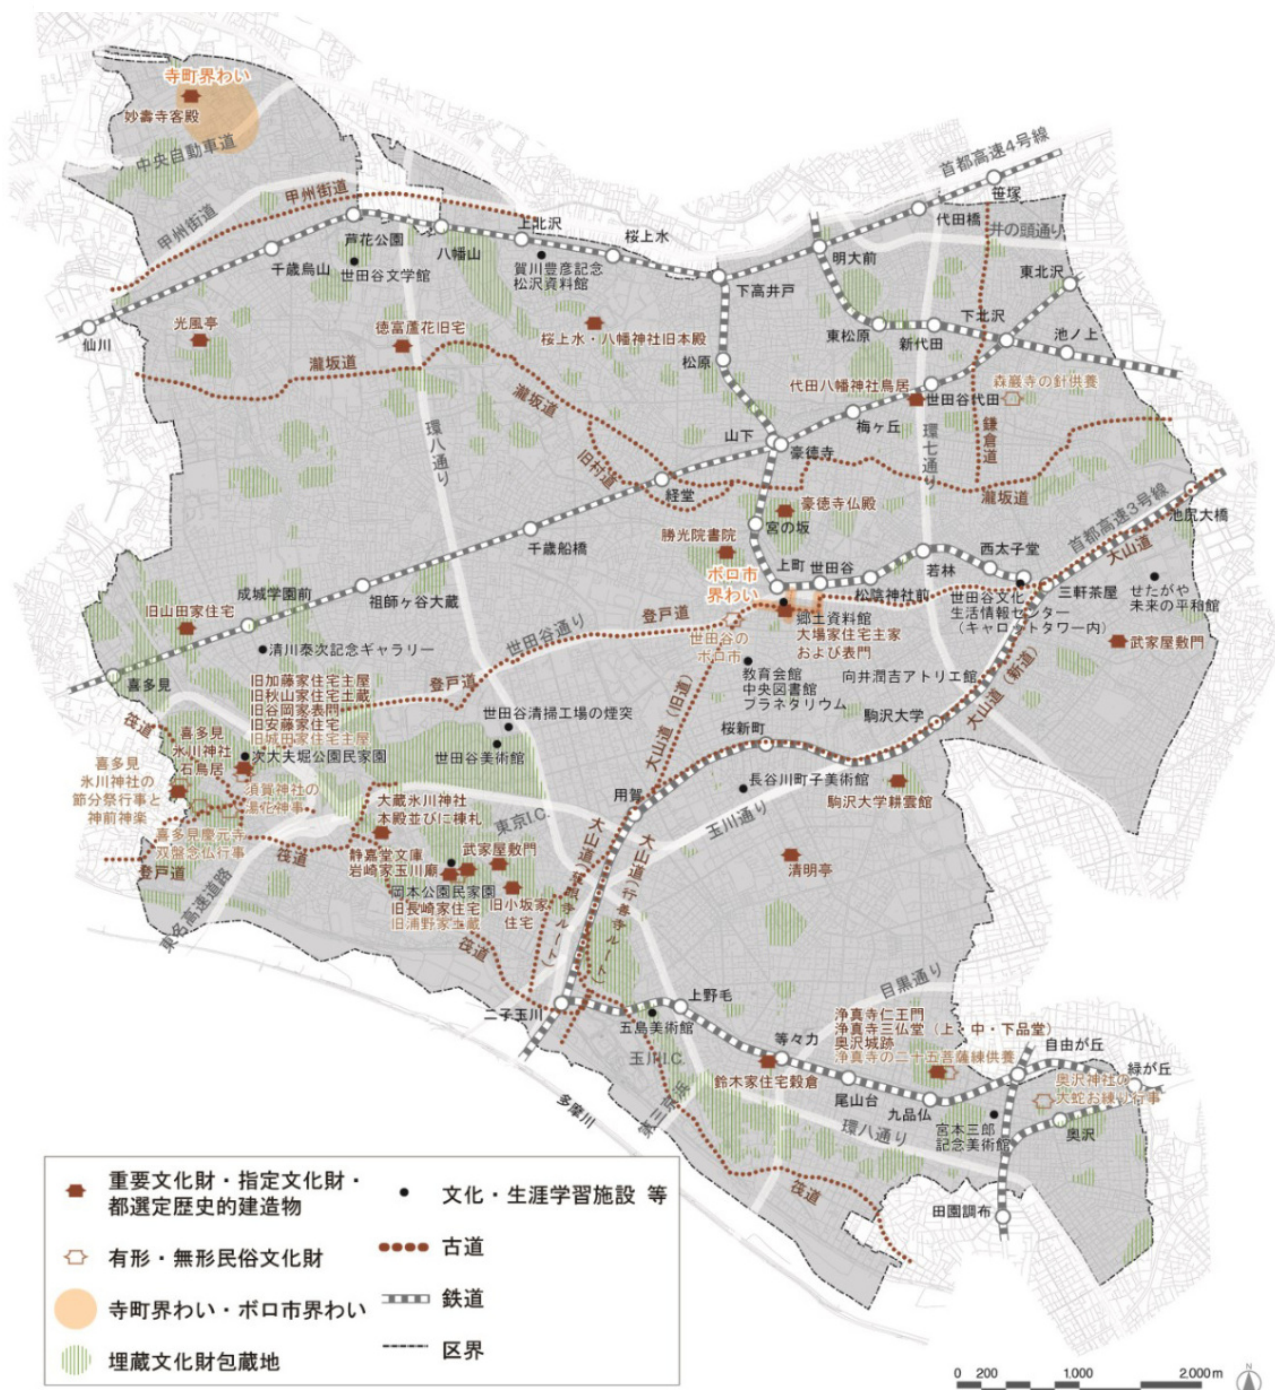 寺町界わい
妙壽寺客殿
中央自動車道
甲州街道
甲州街道
首都高速4号線
笹塚
代田橋
井の頭通り
上北沢
桜上水
芦花公園
八幡山
明大前
東北沢
千歳烏山
世田谷文学館
賀川豊彦記念
松沢資料館
下高井戸
光風亭
徳富蘆花旧宅
桜上水・八幡神社旧本殿
東松原
新代田
下北沢
池ノ上
仙川
松原
瀧坂道
瀧坂道
代田八幡神社鳥居
世田谷代田
森巖寺の針供養
梅ヶ丘
環八通り
環七通り
鎌倉道
山下
豪徳寺
旧村道
経堂
瀧坂道
豪徳寺仏殿
首都高速3号線
池尻大橋
宮の坂
勝光院書院
千歳船橋
上町
世田谷
若林
西太子堂
大山道
ボロ市
界わい
松陰神社前
三軒茶屋
せたがや
未来の平和館
成城学園前
祖師ヶ谷大蔵
世田谷文化
生活情報センター
(キャロットタワー内)
旧山田家住宅
登戸道
世田谷通り
世田谷の
ボロ市
郷土資料館
大場家住宅主家
および表門
武家屋敷門
清川泰次記念ギャラリー
教育会館
中央図書館
プラネタリウム
向井潤吉アトリエ館
大山道(新道)
喜多見
旧加藤家住宅主屋
旧秋山家住宅土蔵
旧谷岡家表門
旧安藤家住宅
旧城田家住宅主屋
登戸道
大山道(旧道)
世田谷清掃工場の煙突
世田谷美術館
桜新町
駒沢大学
筏道
喜多見
氷川神社
石鳥居
次大夫堀公園民家園
喜多見
氷川神社の
節分祭行事と
神前神楽
須賀神社の
湯花神事
長谷川町子美術館
駒沢大学耕雲館
用賀
玉川通り
大蔵氷川神社
本殿並びに棟札
東京I.C.
喜多見慶元寺
双盤念仏行事
登戸道
筏道
静嘉堂文庫
岩崎家玉川廟
武家屋敷門
清明亭
岡本公園民家園
旧長崎家住宅
旧浦野家土蔵
旧小坂家
住宅
大山道(行善寺ルート)
東名高速道路
筏道
目黒通り
二子玉川
上野毛
五島美術館
玉川I.C.
等々力
浄真寺仁王門
浄真寺三仏堂(上・中・下品堂)
奥沢城跡
浄真寺の二十五菩薩練供養
自由が丘
緑が丘
鈴木家住宅穀倉
尾山台
九品仏
奥沢神社の
大蛇お練り行事
多摩川
環八通り
宮本三郎
記念美術館
奥沢
筏道
田園調布
重要文化財・指定文化財・
都選定歴史的建造物
有形・無形民俗文化財
寺町界わい・ボロ市界わい
埋蔵文化財包蔵地
文化・生涯学習施設 等
古道
鉄道
区界
0 200 1,000 2,000m
N